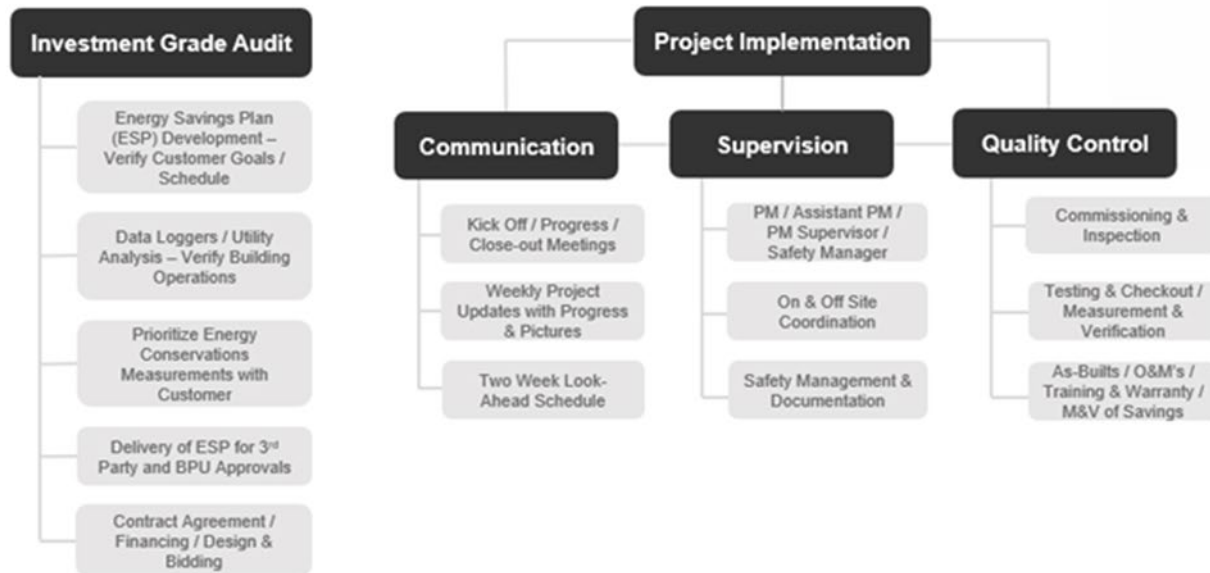 Investment Grade Audit
Energy Savings Plan
(ESP) Development –
Verify Customer Goals /
Schedule
Data Loggers / Utility
Analysis – Verify Building
Operations
Prioritize Energy
Conservations
Measurements with
Customer
Delivery of ESP for 3rd
Party and BPU Approvals
Contract Agreement /
Financing / Design &
Bidding
Project Implementation
Communication
Kick Off / Progress /
Close-out Meetings
Weekly Project
Updates with Progress
& Pictures
Two Week Look-
Ahead Schedule
Supervision
PM / Assistant PM /
PM Supervisor /
Safety Manager
On & Off Site
Coordination
Safety Management &
Documentation
Quality Control
Commissioning &
Inspection
Testing & Checkout /
Measurement &
Verification
As-Builts / O&M's /
Training & Warranty /
M&V of Savings